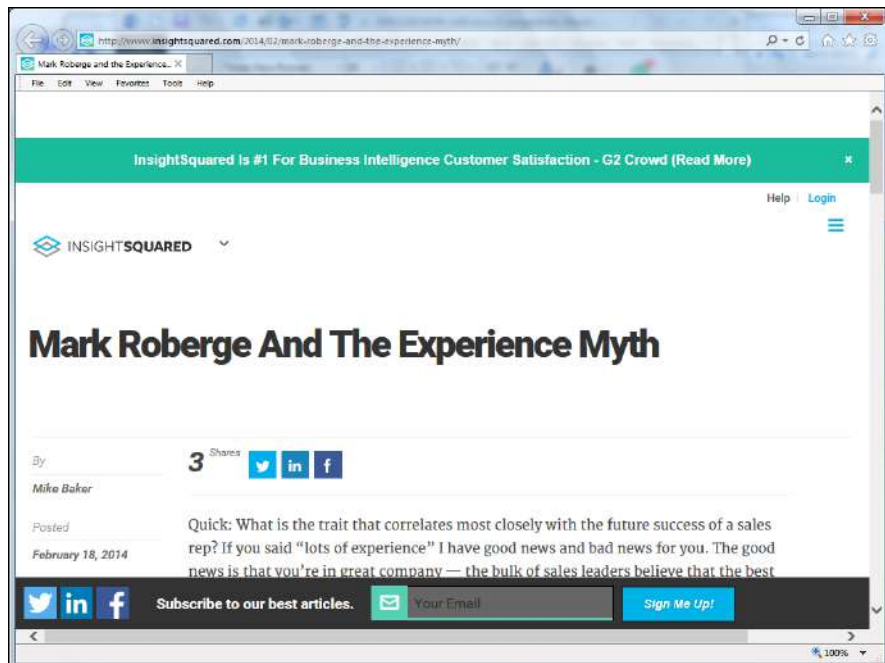 http://www.insightsquared.com/2014/02/mark-roberge-and-the-experience-myth/
Mark Roberge and the Experience...
File Edit View Favorites Tools Help
InsightSquared Is #1 For Business Intelligence Customer Satisfaction - G2 Crowd (Read More) ×
Help Login
INSIGHTSQUARED
Mark Roberge And The Experience Myth
By
Mike Baker
Posted
February 18, 2014
3 Shares
in f
Quick: What is the trait that correlates most closely with the future success of a sales
rep? If you said “lots of experience” I have good news and bad news for you. The good
news is that you’re in great company — the bulk of sales leaders believe that the best
in f Subscribe to our best articles. Your Email Sign Me Up!
100%